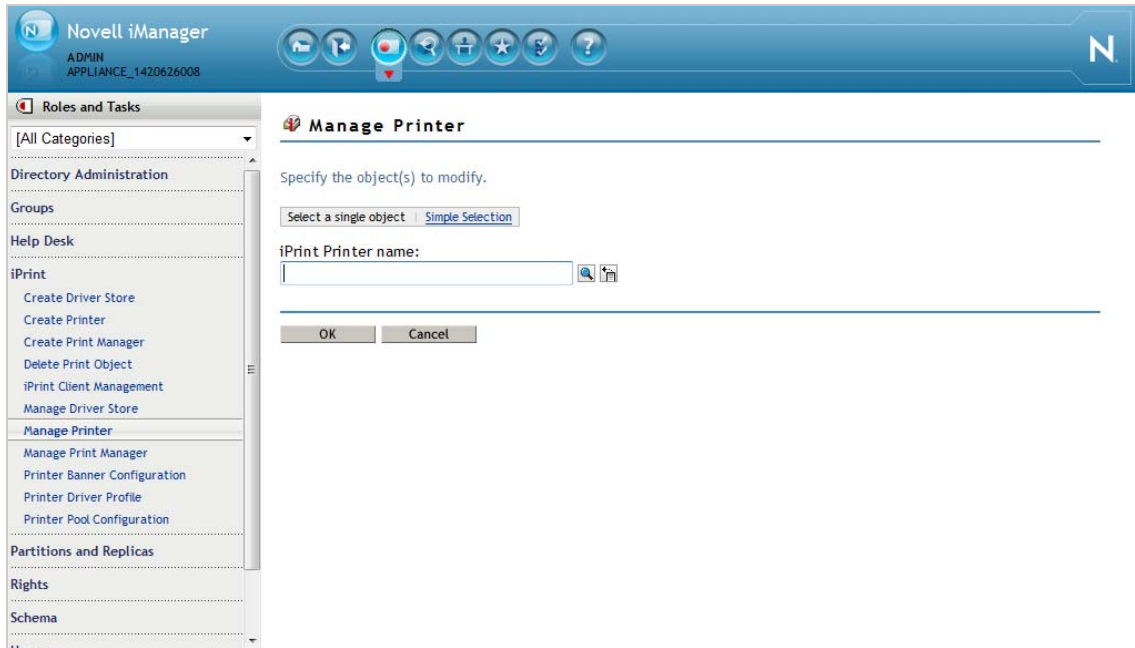 Novell iManager
ADMIN
APPLIANCE_1420626008
N
N
?
Roles and Tasks
[All Categories]
Directory Administration
Groups
Help Desk
iPrint
Create Driver Store
Create Printer
Create Print Manager
Delete Print Object
iPrint Client Management
Manage Driver Store
Manage Printer
Manage Print Manager
Printer Banner Configuration
Printer Driver Profile
Printer Pool Configuration
Partitions and Replicas
Rights
Schema
Manage Printer
Specify the object(s) to modify.
Select a single object | Simple Selection
iPrint Printer name:
OK Cancel